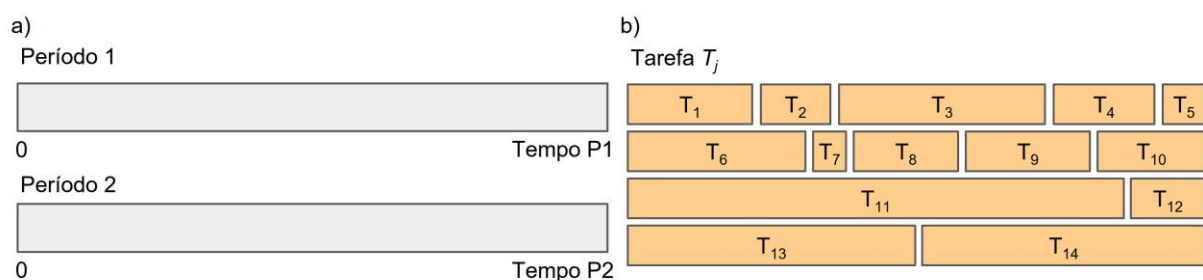 a)
Período 1
0 Tempo P1
Período 2
0 Tempo P2
b)
Tarefa Tj
T1 T2 T3 T4 T5
T6 T7 T8 T9 T10
T11 T12
T13 T14